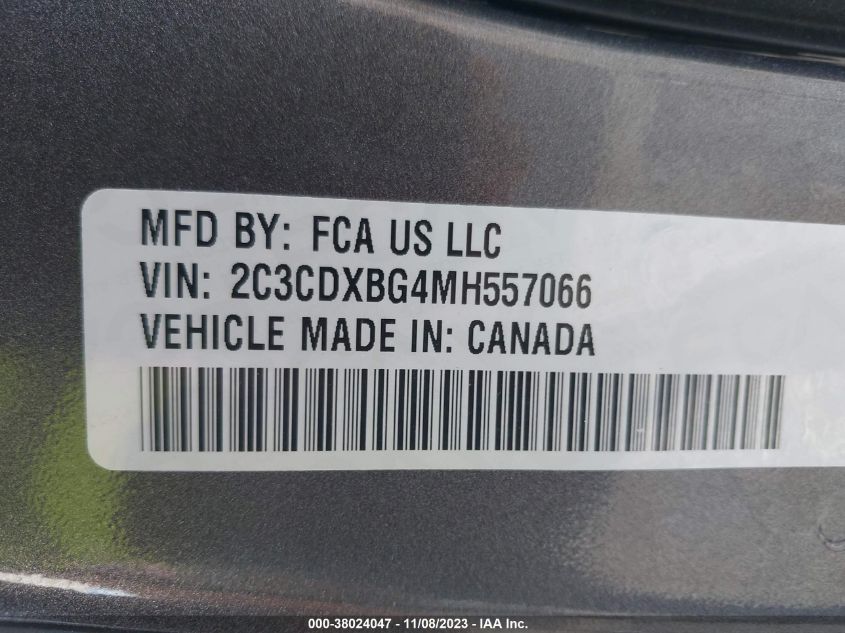 MFD BY: FCA US LLC
VIN: 2C3CDXBG4MH557066
VEHICLE MADE IN: CANADA
000-38024047 - 11/08/2023 - IAA Inc.